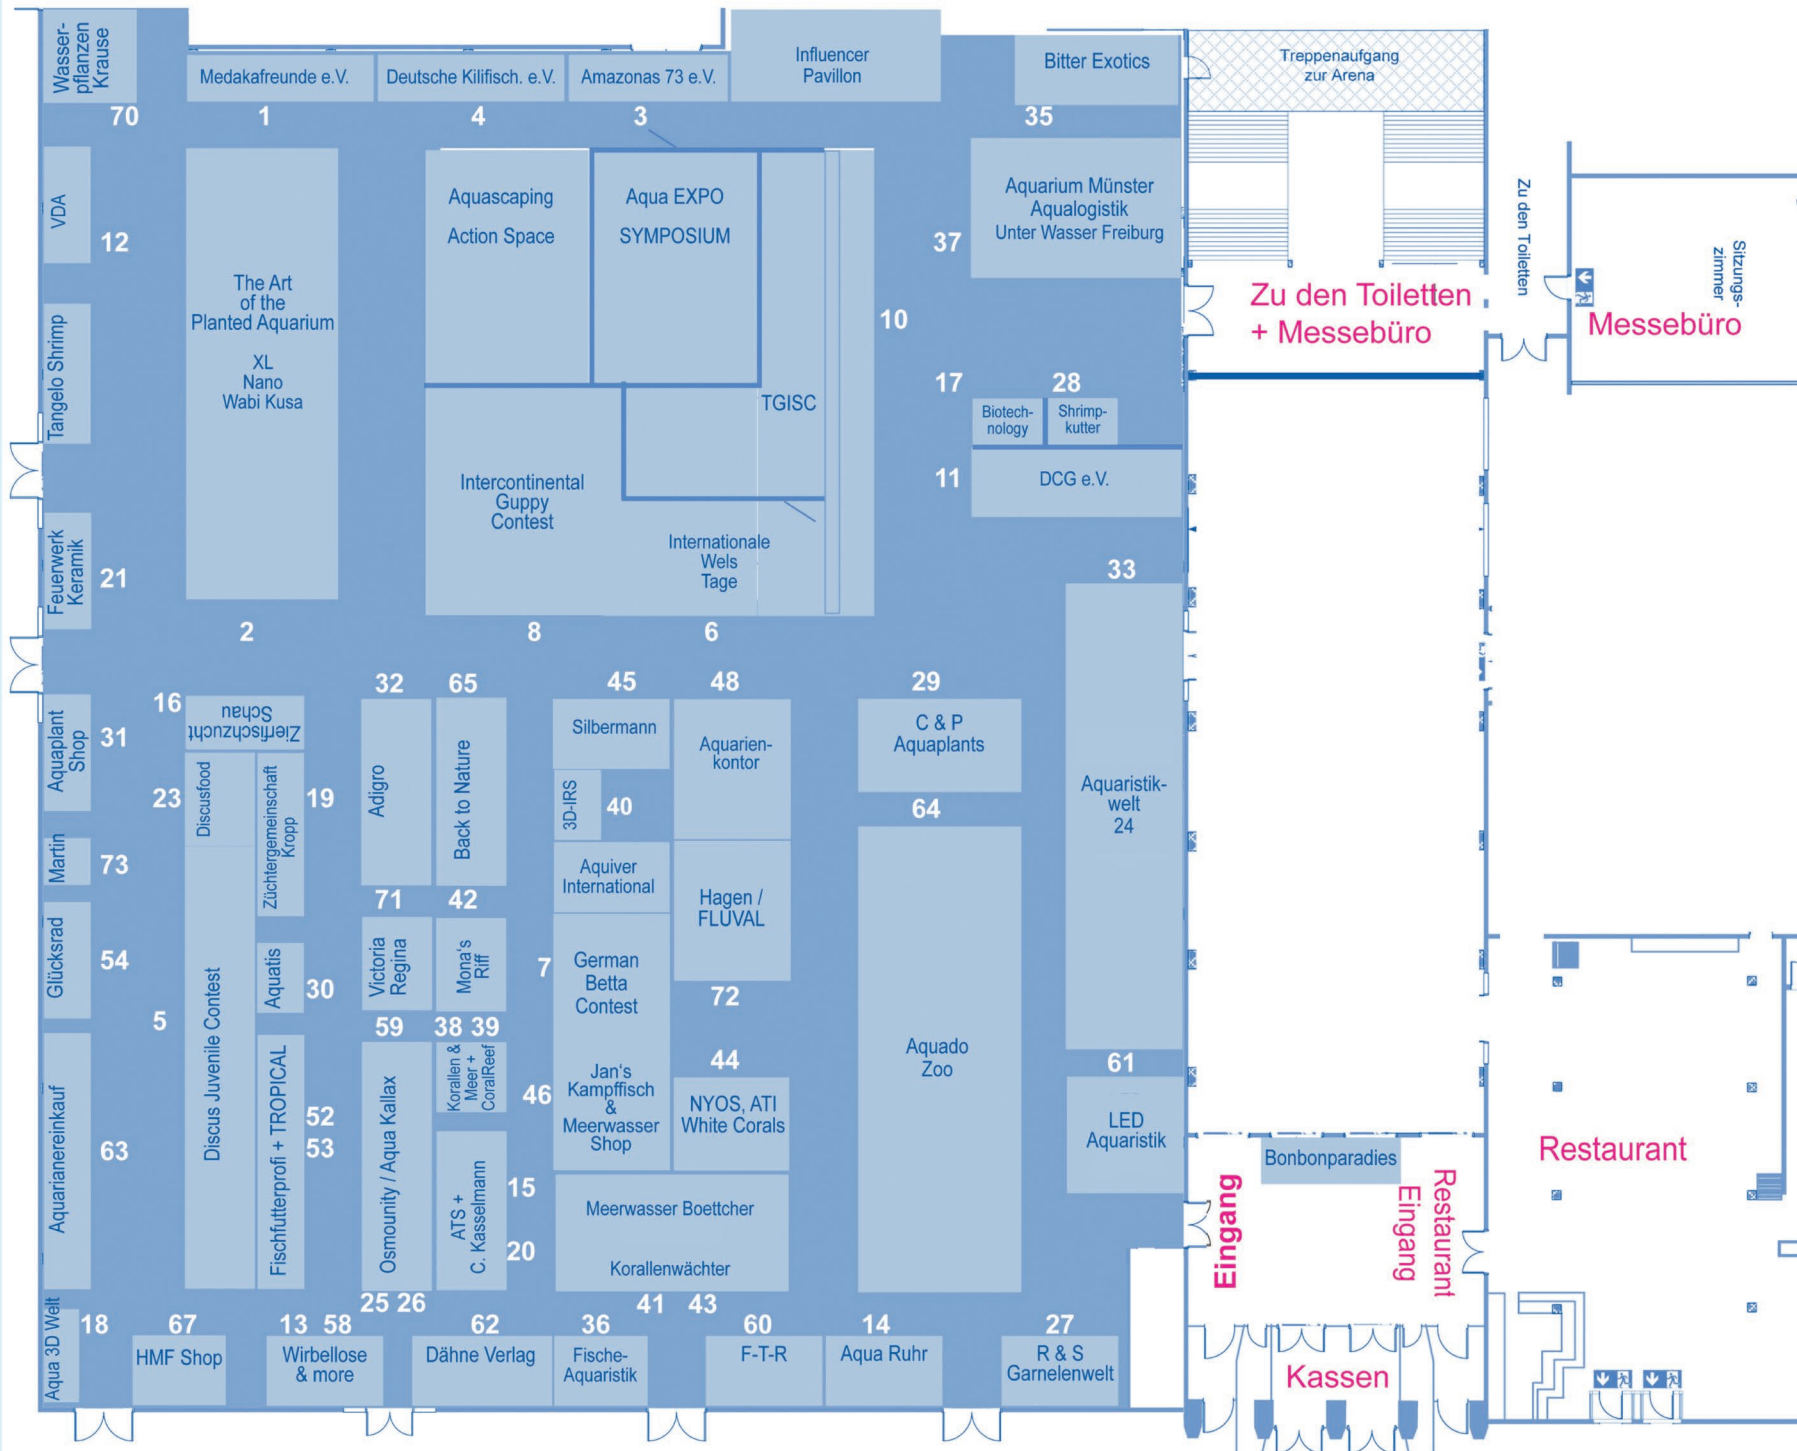 Wasser-
pflanzen
Krause
70
Medakafreunde e.V.
1
Deutsche Kilifisch. e.V.
4
Amazonas 73 e.V.
3
Influencer
Pavillon
Bitter Exotics
35
Treppenaufgang
zur Arena
VDA
12
The Art
of the
Planted Aquarium
XL
Nano
Wabi Kusa
2
Aquascaping
Action Space
Aqua EXPO
SYMPOSIUM
TGISC
10
Aquarium Münster
Aqualogistik
Unter Wasser Freiburg
37
Zu den Toiletten
+ Messebüro
Zu den Toiletten
Sitzungs-
zimmer
Messebüro
Tangelo Shrimp
Intercontinental
Guppy
Contest
8
Internationale
Wels
Tage
6
17
28
Biotech-
nology
Shrimp-
kutter
11
DCG e.V.
Feuerwerk
Keramik
21
33
Aquaristik-
welt
24
Aquaplant
Shop
31
16
Zierfischzucht
Schau
23
Discusfood
Züchtergemeinschaft
Kropp
19
32
Adigro
65
Back to Nature
45
Silbermann
3D-IRS
40
48
Aquarien-
kontor
29
C & P
Aquaplants
64
Aquado
Zoo
Martin
73
Glücksrad
54
5
Discus Juvenile Contest
Aquatis
30
71
Victoria
Regina
42
Mona's
Riff
Aquiver
International
7
German
Betta
Contest
Hagen /
FLUVAL
72
Aquarianereinkauf
63
Fischfutterprofi + TROPICAL
52
53
59
Osmounity / Aqua Kallax
25 26
38 39
Korallen &
Meer +
CoralReef
ATS +
C. Kasselmann
15
20
46
Jan's
Kampffisch
&
Meerwasser
Shop
44
NYOS, ATI
White Corals
Meerwasser Boettcher
Korallenwächter
41 43
61
LED
Aquaristik
Bonbonparadies
Eingang
Restaurant
Eingang
Restaurant
Aqua 3D Welt
18
67
HMF Shop
13 58
Wirbellose
& more
62
Dähne Verlag
36
Fische-
Aquaristik
60
F-T-R
14
Aqua Ruhr
27
R & S
Garnelenwelt
Kassen